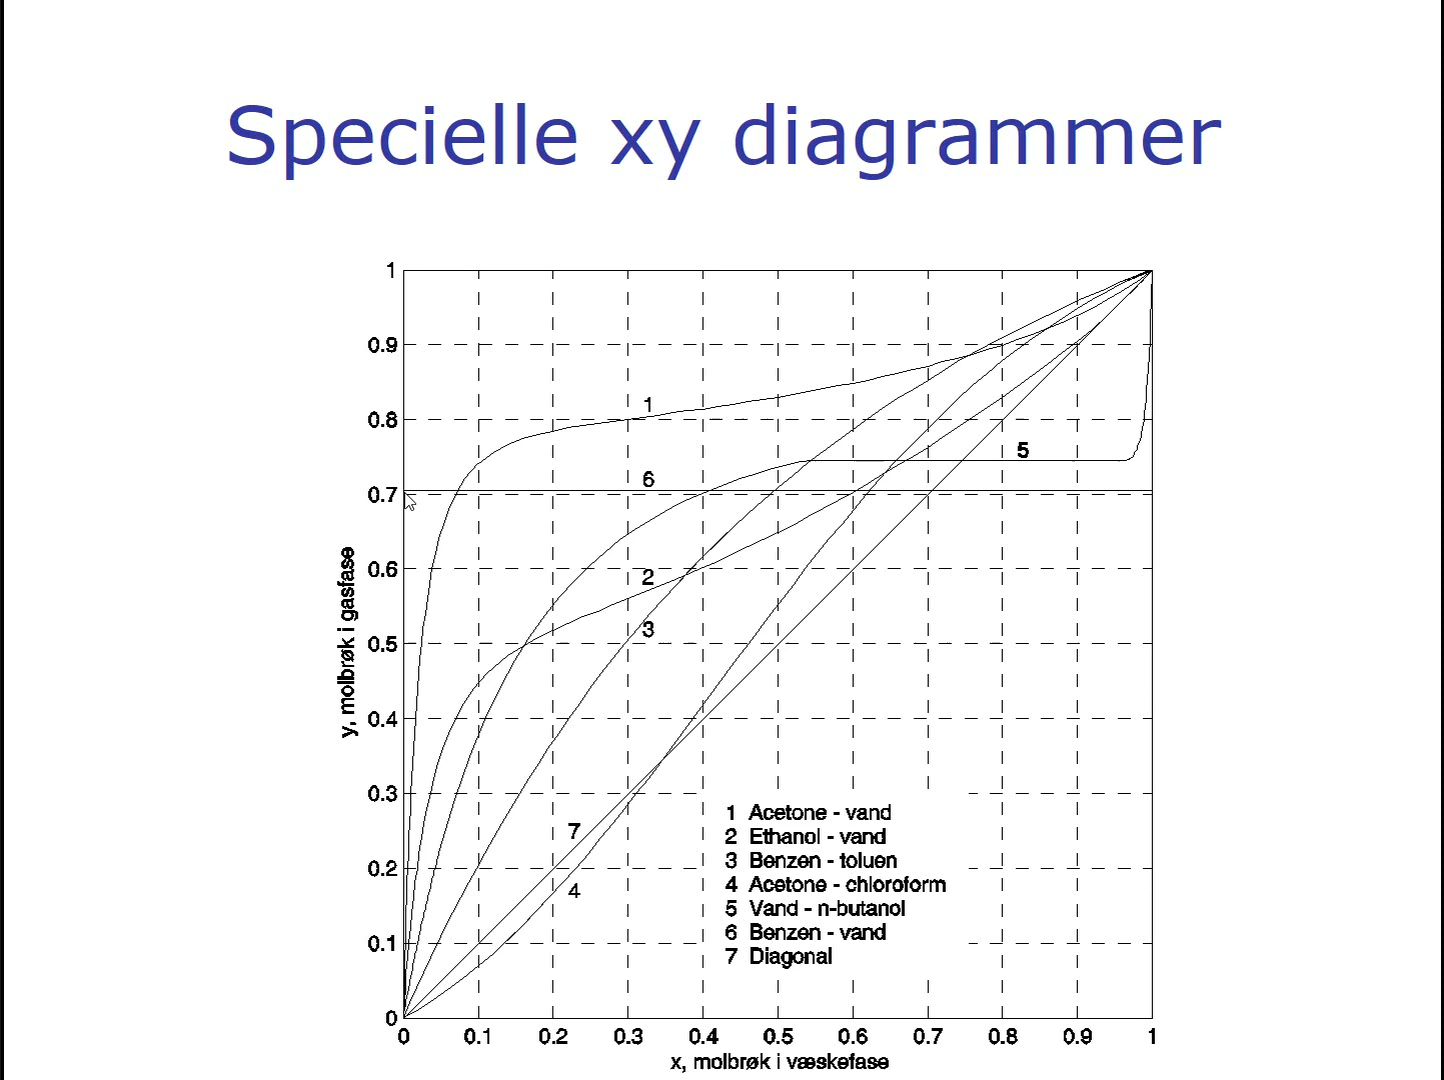 Specielle xy diagrammer
1
0.9
0.8
0.7
0.6
0.5
0.4
0.3
0.2
0.1
0
y, molbrøk i gasfase
1
5
6
2
3
7
4
1 Acetone - vand
2 Ethanol - vand
3 Benzen - toluen
4 Acetone - chloroform
5 Vand - n-butanol
6 Benzen - vand
7 Diagonal
0 0.1 0.2 0.3 0.4 0.5 0.6 0.7 0.8 0.9 1
x, molbrøk i væskefase